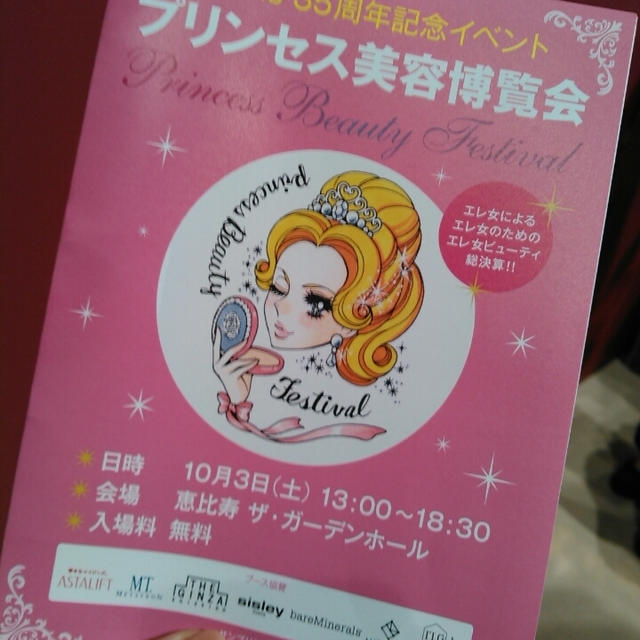 35周年記念イベント
プリンセス美容博覧会
Princess Beauty Festival
Princess Beauty
Festival
エレ女による
エレ女のための
エレ女ビューティ
総決算!!
日時 10月3日(土) 13:00〜18:30
会場 恵比寿 ザ・ガーデンホール
入場料 無料
ブース協賛
ASTALIFT MT METATRON THE GINZA sisley bareMinerals